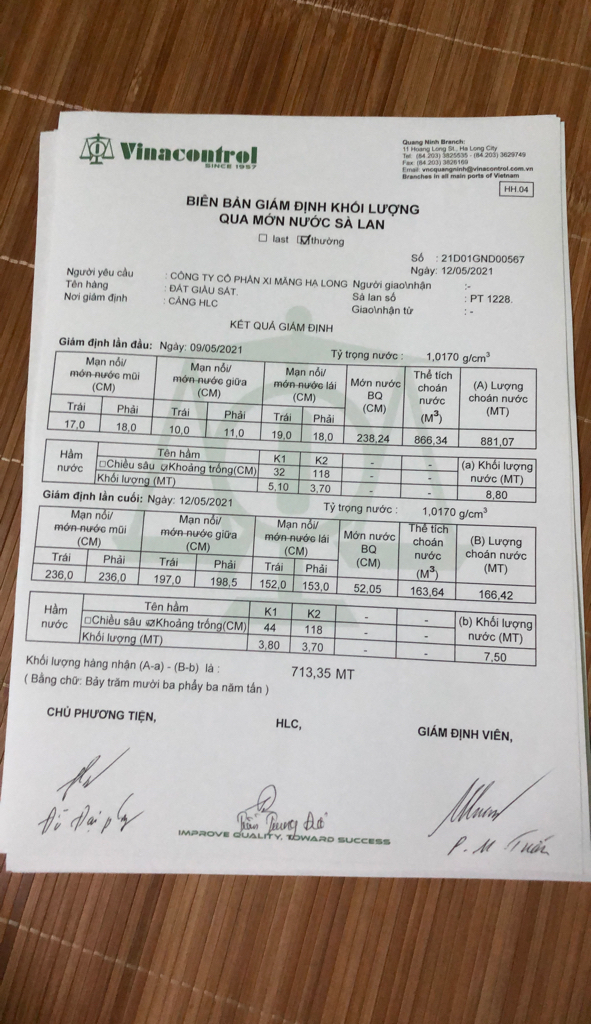 Vinacontrol
SINCE 1957
Quang Ninh Branch:
11 Hoang Long St., Ha Long City
Tel: (84.203) 3825535 - (84.203) 3629749
Fax: (84.203) 3826169
Email: vncquangninh@vinacontrol.com.vn
Branches in all main ports of Vietnam
HH.04
BIÊN BẢN GIÁM ĐỊNH KHỐI LƯỢNG
QUA MỚN NƯỚC SÀ LAN
last thường
Số : 21D01GND00567
Ngày: 12/05/2021
Người yêu cầu : CÔNG TY CỔ PHẦN XI MĂNG HẠ LONG Người giao\nhận :-
Tên hàng : ĐẤT GIÀU SẮT. Sà lan số : PT 1228.
Nơi giám định : CẢNG HLC Giao\nhận từ : -
KẾT QUẢ GIÁM ĐỊNH
Giám định lần đầu: Ngày: 09/05/2021 Tỷ trọng nước : 1,0170 g/cm³
Mạn nổi/ mớn nước mũi (CM) Mạn nổi/ mớn nước giữa (CM) Mạn nổi/ mớn nước lái (CM) Mớn nước BQ (CM) Thể tích choán nước (M³) (A) Lượng choán nước (MT)
Trái Phải Trái Phải Trái Phải
17,0 18,0 10,0 11,0 19,0 18,0 238,24 866,34 881,07
Hầm nước Tên hầm K1 K2 - - (a) Khối lượng nước (MT)
Chiều sâu Khoảng trống(CM) 32 118 - -
Khối lượng (MT) 5,10 3,70 - - 8,80
Giám định lần cuối: Ngày: 12/05/2021 Tỷ trọng nước : 1,0170 g/cm³
Mạn nổi/ mớn nước mũi (CM) Mạn nổi/ mớn nước giữa (CM) Mạn nổi/ mớn nước lái (CM) Mớn nước BQ (CM) Thể tích choán nước (M³) (B) Lượng choán nước (MT)
Trái Phải Trái Phải Trái Phải
236,0 236,0 197,0 198,5 152,0 153,0 52,05 163,64 166,42
Hầm nước Tên hầm K1 K2 - - (b) Khối lượng nước (MT)
Chiều sâu Khoảng trống(CM) 44 118 - -
Khối lượng (MT) 3,80 3,70 - - 7,50
Khối lượng hàng nhận (A-a) - (B-b) là : 713,35 MT
( Bằng chữ: Bảy trăm mười ba phẩy ba năm tấn )
CHỦ PHƯƠNG TIỆN, HLC, GIÁM ĐỊNH VIÊN,
Trần Trung
P. M Tuấn
IMPROVE QUALITY, TOWARD SUCCESS